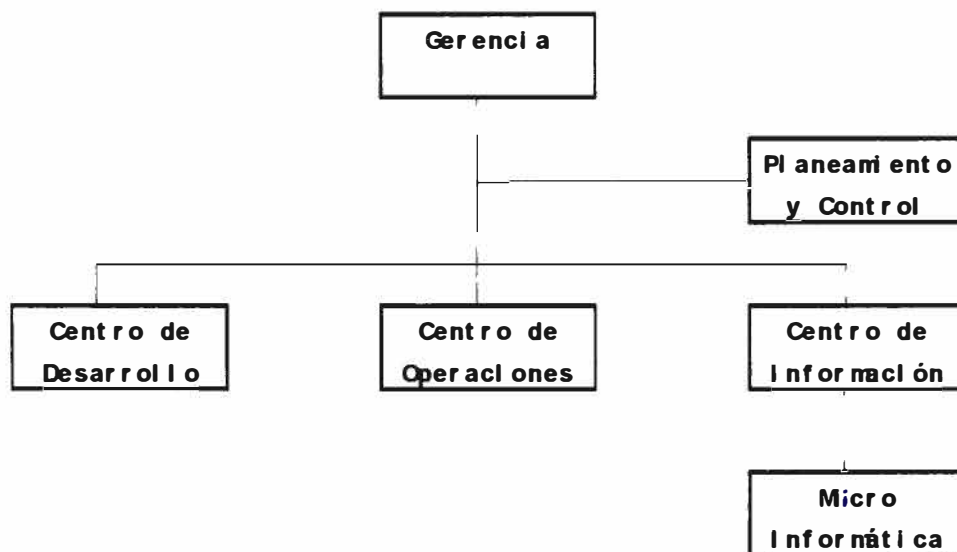 Gerencia
Planeamiento
y Control
Centro de
Desarrollo
Centro de
Operaciones
Centro de
Información
Micro
Informática